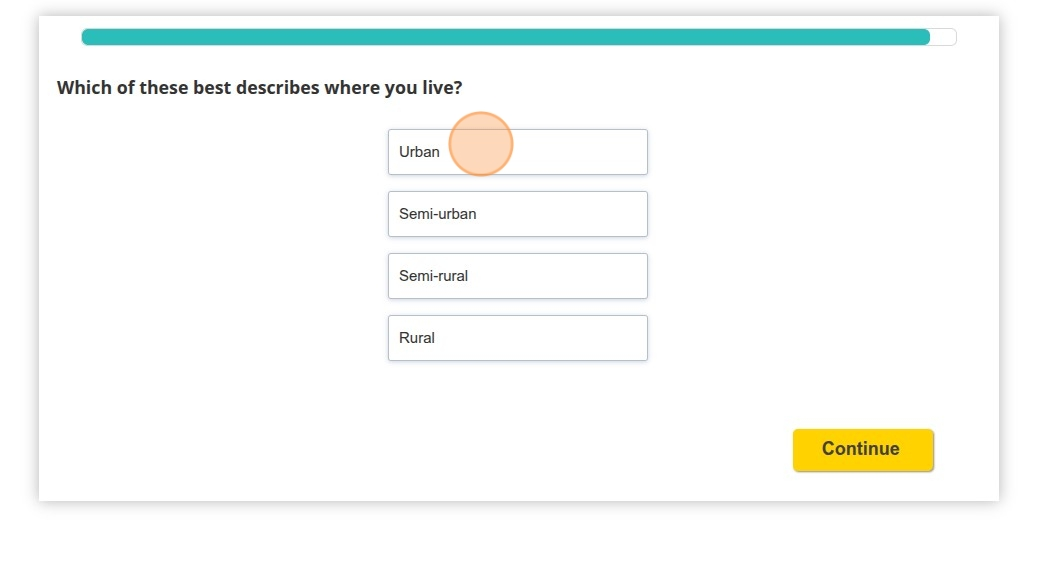 Which of these best describes where you live?
Urban
Semi-urban
Semi-rural
Rural
Continue